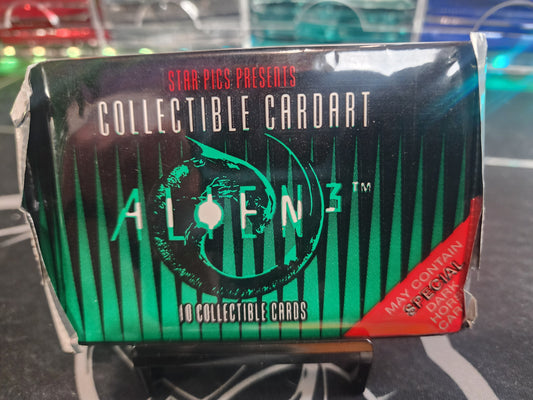 STAR PICS PRESENTS
COLLECTIBLE CARDART
ALIEN 3™
10 COLLECTIBLE CARDS
MAY CONTAIN
SPECIAL
DARK
HORSE
CARD